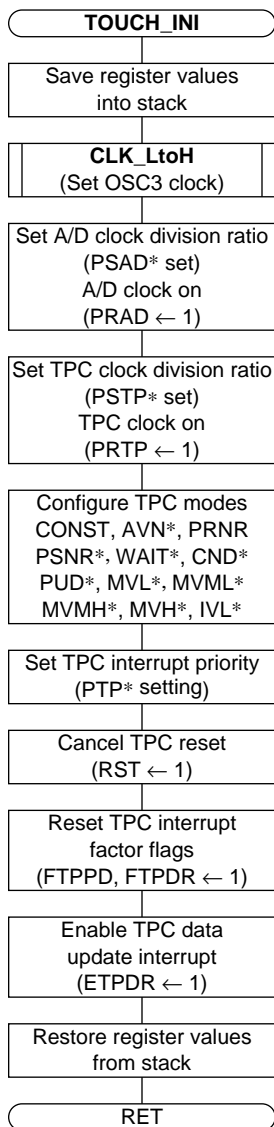 TOUCH_INI
Save register values
into stack
CLK_LtoH
(Set OSC3 clock)
Set A/D clock division ratio
(PSAD* set)
A/D clock on
(PRAD ← 1)
Set TPC clock division ratio
(PSTP* set)
TPC clock on
(PRTP ← 1)
Configure TPC modes
CONST, AVN*, PRNR
PSNR*, WAIT*, CND*
PUD*, MVL*, MVML*
MVMH*, MVH*, IVL*
Set TPC interrupt priority
(PTP* setting)
Cancel TPC reset
(RST ← 1)
Reset TPC interrupt
factor flags
(FTPPD, FTPDR ← 1)
Enable TPC data
update interrupt
(ETPDR ← 1)
Restore register values
from stack
RET